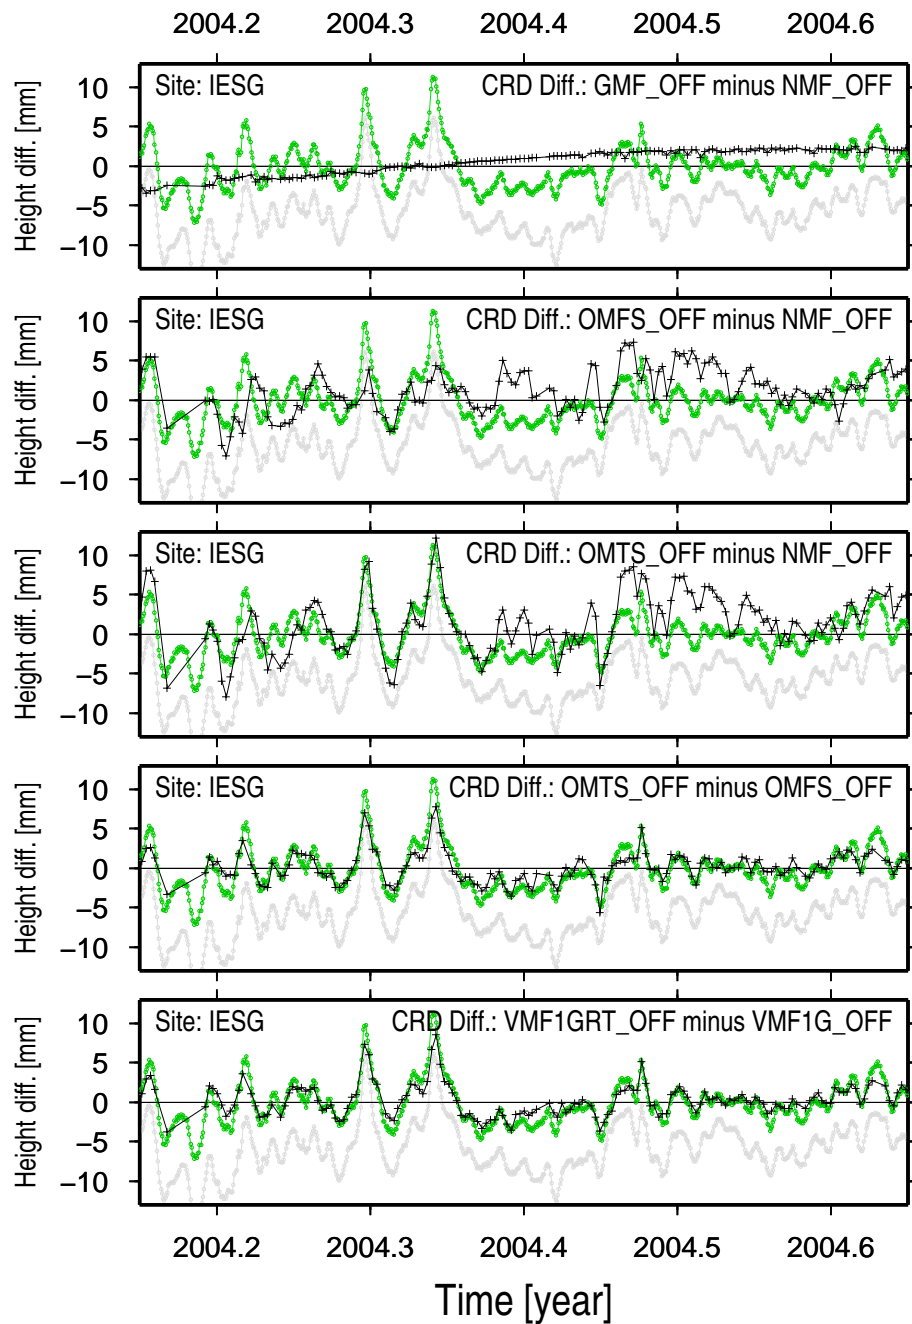 2004.2 2004.3 2004.4 2004.5 2004.6
Site: IESG CRD Diff.: GMF_OFF minus NMF_OFF
Height diff. [mm]
10
5
0
−5
−10
Site: IESG CRD Diff.: OMFS_OFF minus NMF_OFF
Height diff. [mm]
10
5
0
−5
−10
Site: IESG CRD Diff.: OMTS_OFF minus NMF_OFF
Height diff. [mm]
10
5
0
−5
−10
Site: IESG CRD Diff.: OMTS_OFF minus OMFS_OFF
Height diff. [mm]
10
5
0
−5
−10
Site: IESG CRD Diff.: VMF1GRT_OFF minus VMF1G_OFF
Height diff. [mm]
10
5
0
−5
−10
2004.2 2004.3 2004.4 2004.5 2004.6
Time [year]